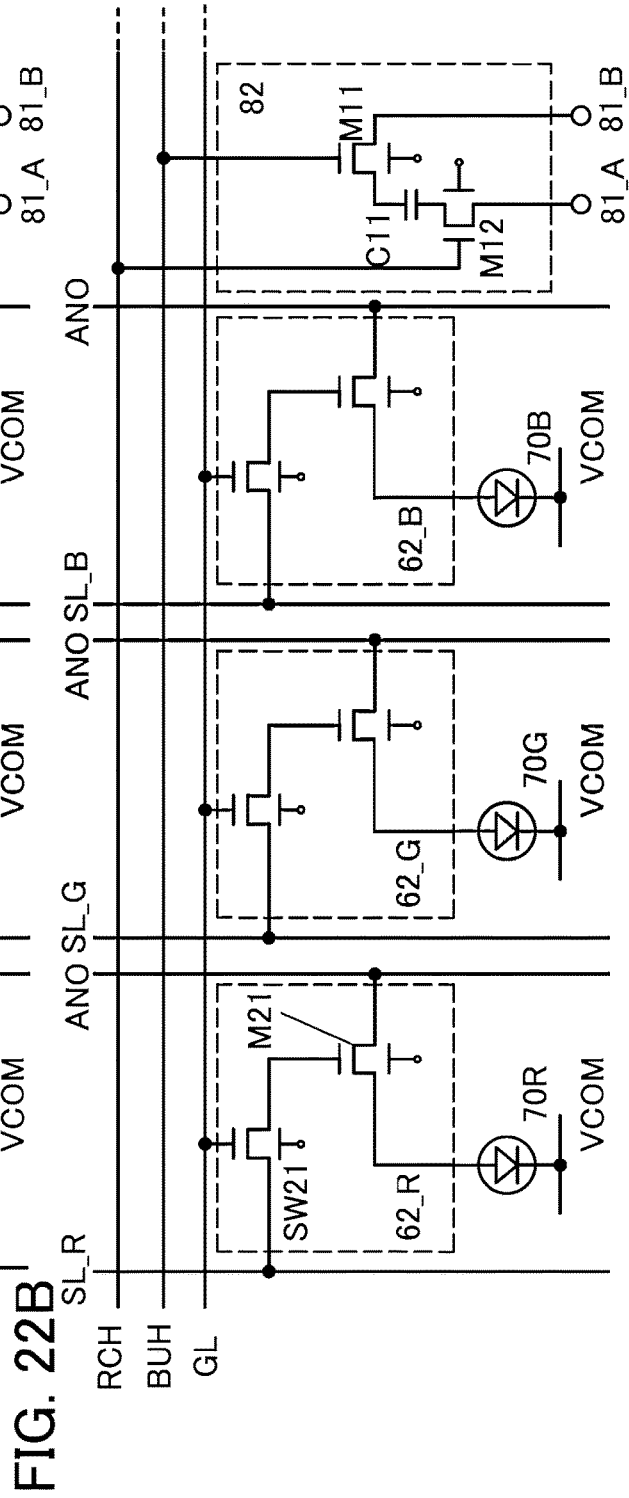 VCOM VCOM VCOM 81_A 81_B
FIG. 22B
SL_R ANO SL_G ANO SL_B ANO
RCH
BUH
GL
82
M21
SW21
M11
C11
M12
62_R 62_G 62_B
70R 70G 70B
VCOM VCOM VCOM 81_A 81_B